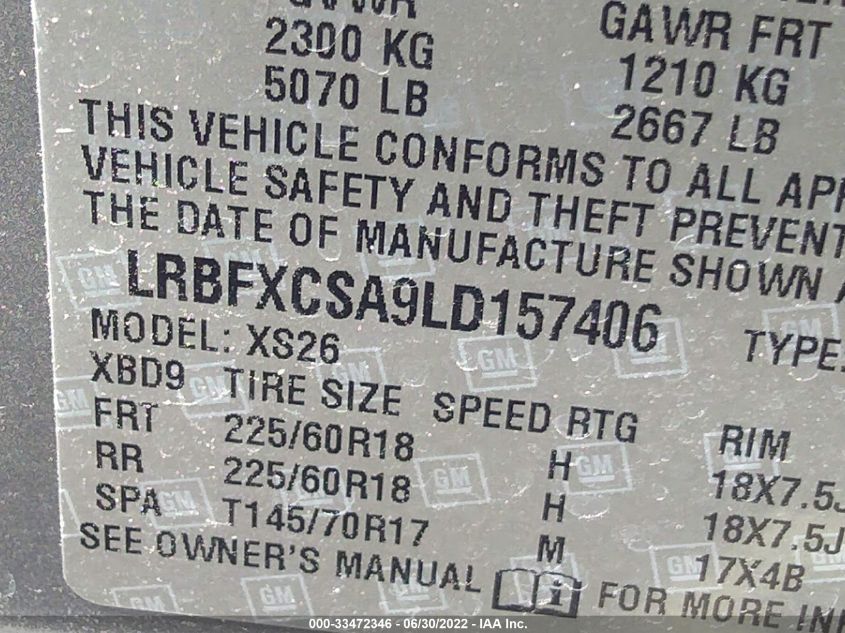 GVWR
2300 KG
5070 LB
GAWR FRT
1210 KG
2667 LB
THIS VEHICLE CONFORMS TO ALL
VEHICLE SAFETY AND THEFT
THE DATE OF MANUFACTURE SHOWN
LRBFXCSA9LD157406
MODEL: XS26 TYPE:
XBD9 TIRE SIZE SPEED RTG RIM
FRT 225/60R18 H 18X7.5J
RR 225/60R18 H 18X7.5J
SPA T145/70R17 M 17X4B
SEE OWNER'S MANUAL i FOR MORE
GM
000-33472346 - 06/30/2022 - IAA Inc.